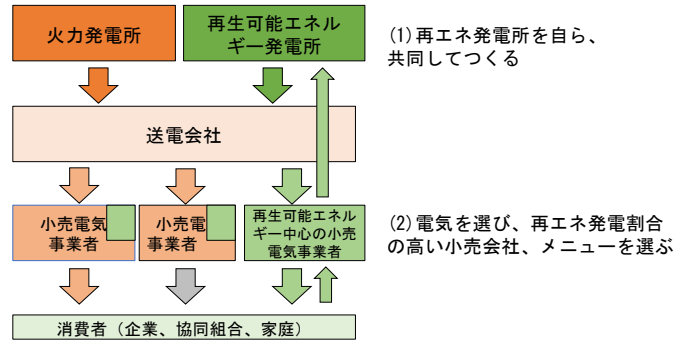 火力発電所
再生可能エネル
ギー発電所
(1)再エネ発電所を自ら、
共同してつくる
送電会社
小売電気
事業者
小売電
事業者
再生可能エネル
ギー中心の小売
電気事業者
(2)電気を選び、再エネ発電割合
の高い小売会社、メニューを選ぶ
消費者（企業、協同組合、家庭）